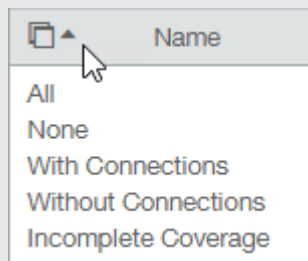 Name
All
None
With Connections
Without Connections
Incomplete Coverage